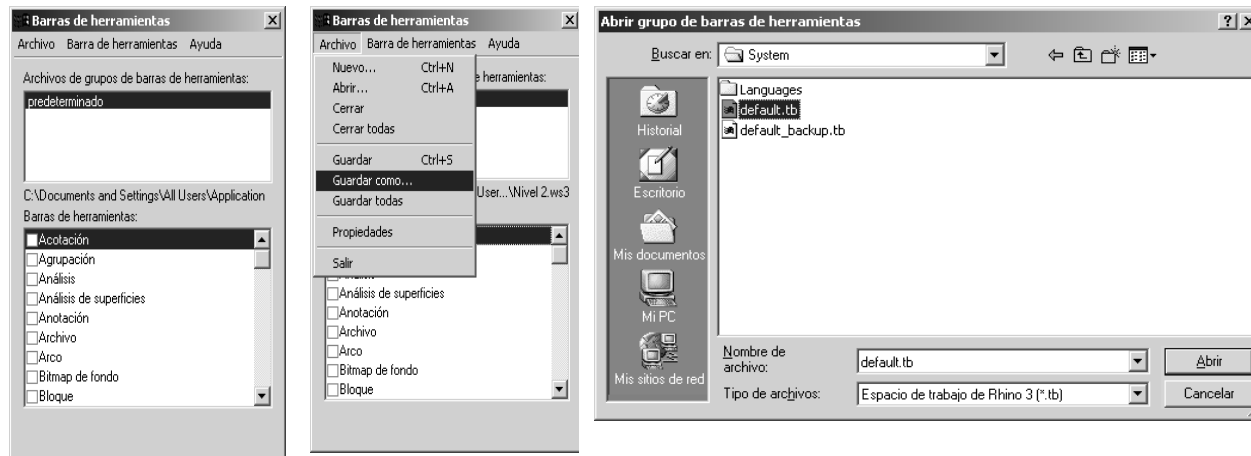 Barras de herramientas
Archivo Barra de herramientas Ayuda
Archivos de grupos de barras de herramientas:
predeterminado
C:\Documents and Settings\All Users\Application
Barras de herramientas:
Acotación
Agrupación
Análisis
Análisis de superficies
Anotación
Archivo
Arco
Bitmap de fondo
Bloque
Barras de herramientas
Archivo Barra de herramientas Ayuda
Nuevo... Ctrl+N
herramientas:
Abrir... Ctrl+A
Cerrar
Cerrar todas
Guardar Ctrl+S
Guardar como...
User...\Nivel 2.ws3
Guardar todas
Propiedades
Salir
Análisis de superficies
Anotación
Archivo
Arco
Bitmap de fondo
Bloque
Abrir grupo de barras de herramientas
Buscar en: System
Historial
Escritorio
Mis documentos
Mi PC
Mis sitios de red
Languages
default.tb
default_backup.tb
Nombre de archivo: default.tb Abrir
Tipo de archivos: Espacio de trabajo de Rhino 3 (*.tb) Cancelar